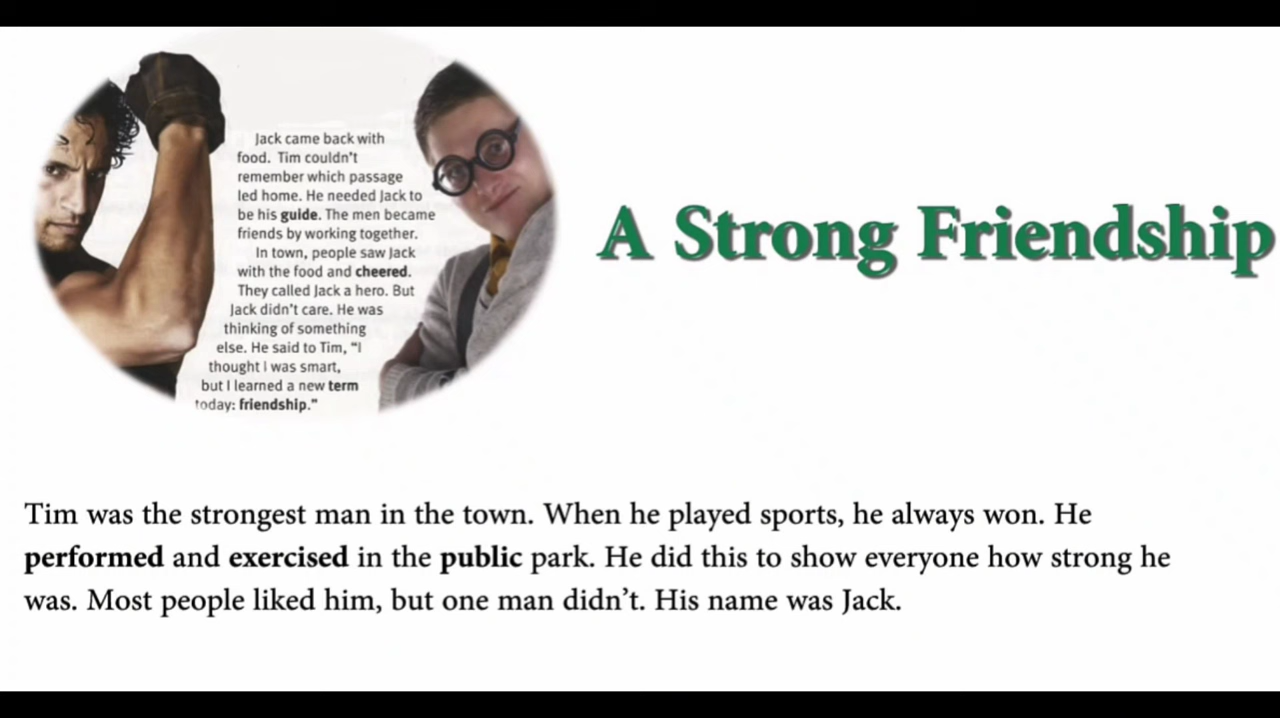 Jack came back with
food. Tim couldn't
remember which passage
led home. He needed Jack to
be his guide. The men became
friends by working together.
In town, people saw Jack
with the food and cheered.
They called Jack a hero. But
Jack didn't care. He was
thinking of something
else. He said to Tim, "I
thought I was smart,
but I learned a new term
today: friendship."
A Strong Friendship
Tim was the strongest man in the town. When he played sports, he always won. He
performed and exercised in the public park. He did this to show everyone how strong he
was. Most people liked him, but one man didn’t. His name was Jack.